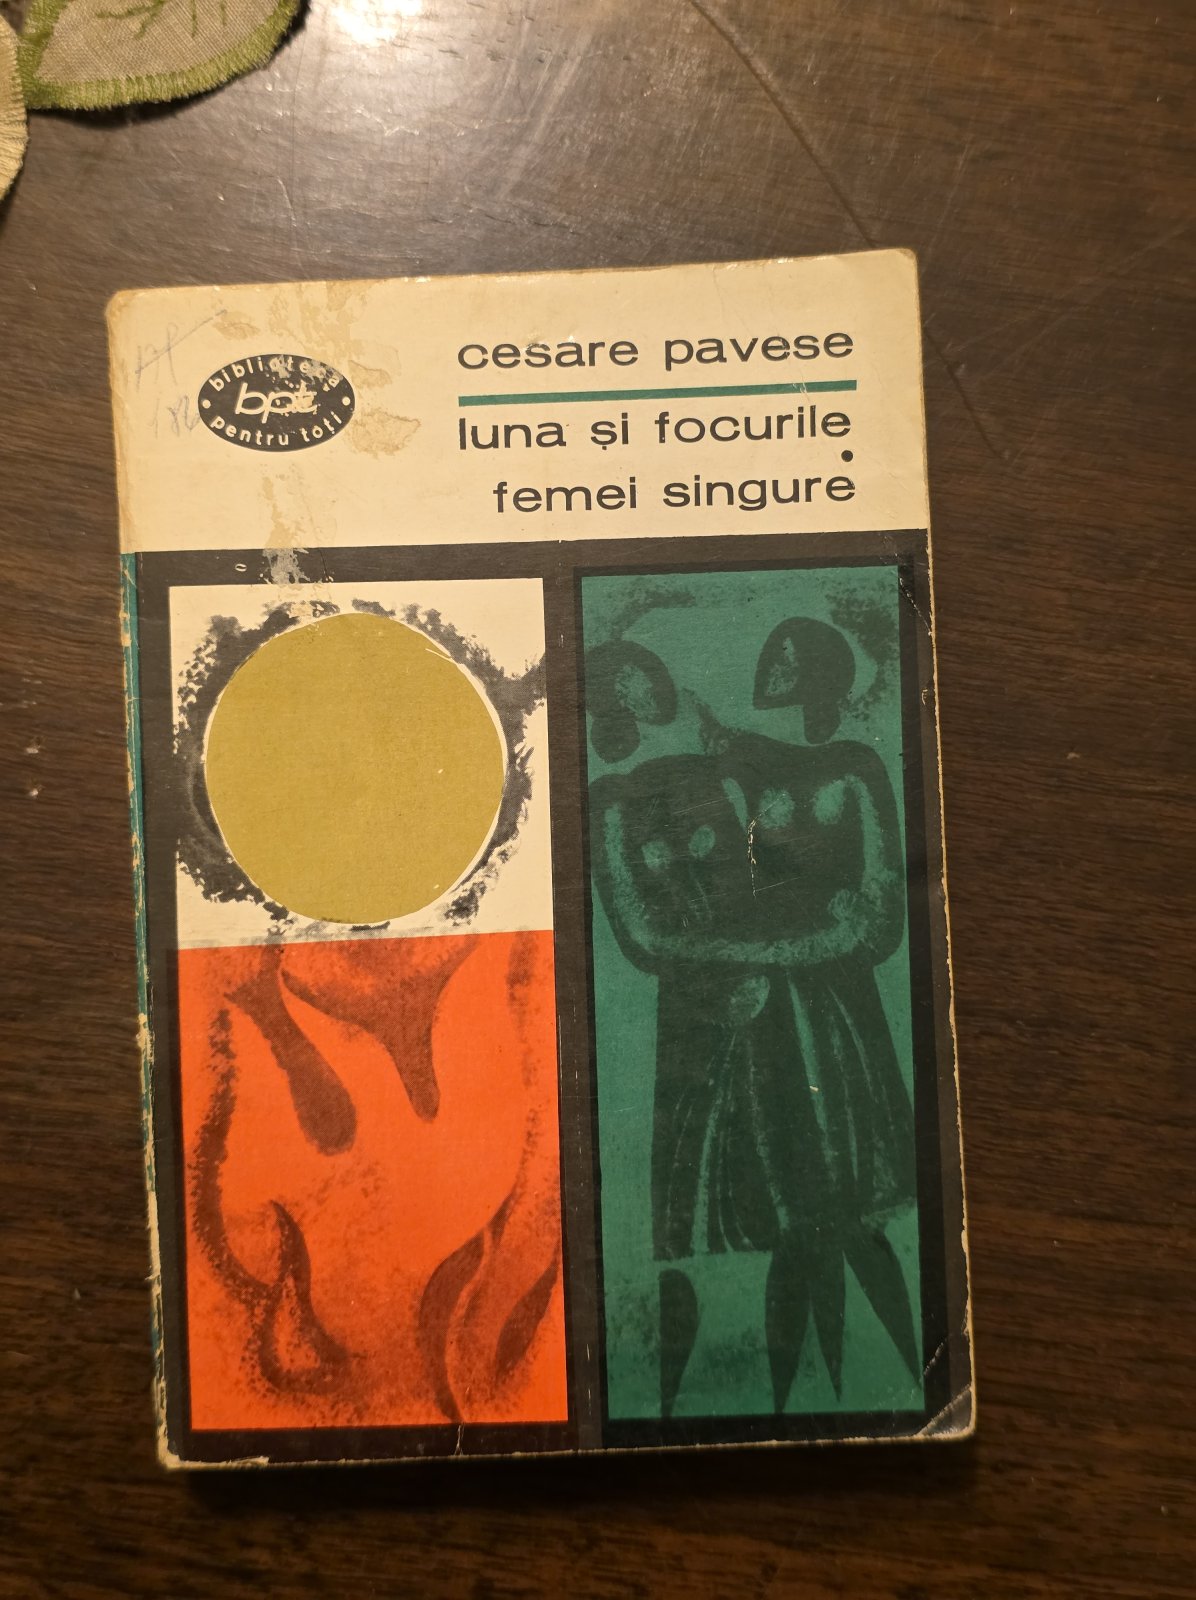 cesare pavese
luna și focurile
•
femei singure
biblioteca
bpt
pentru toți